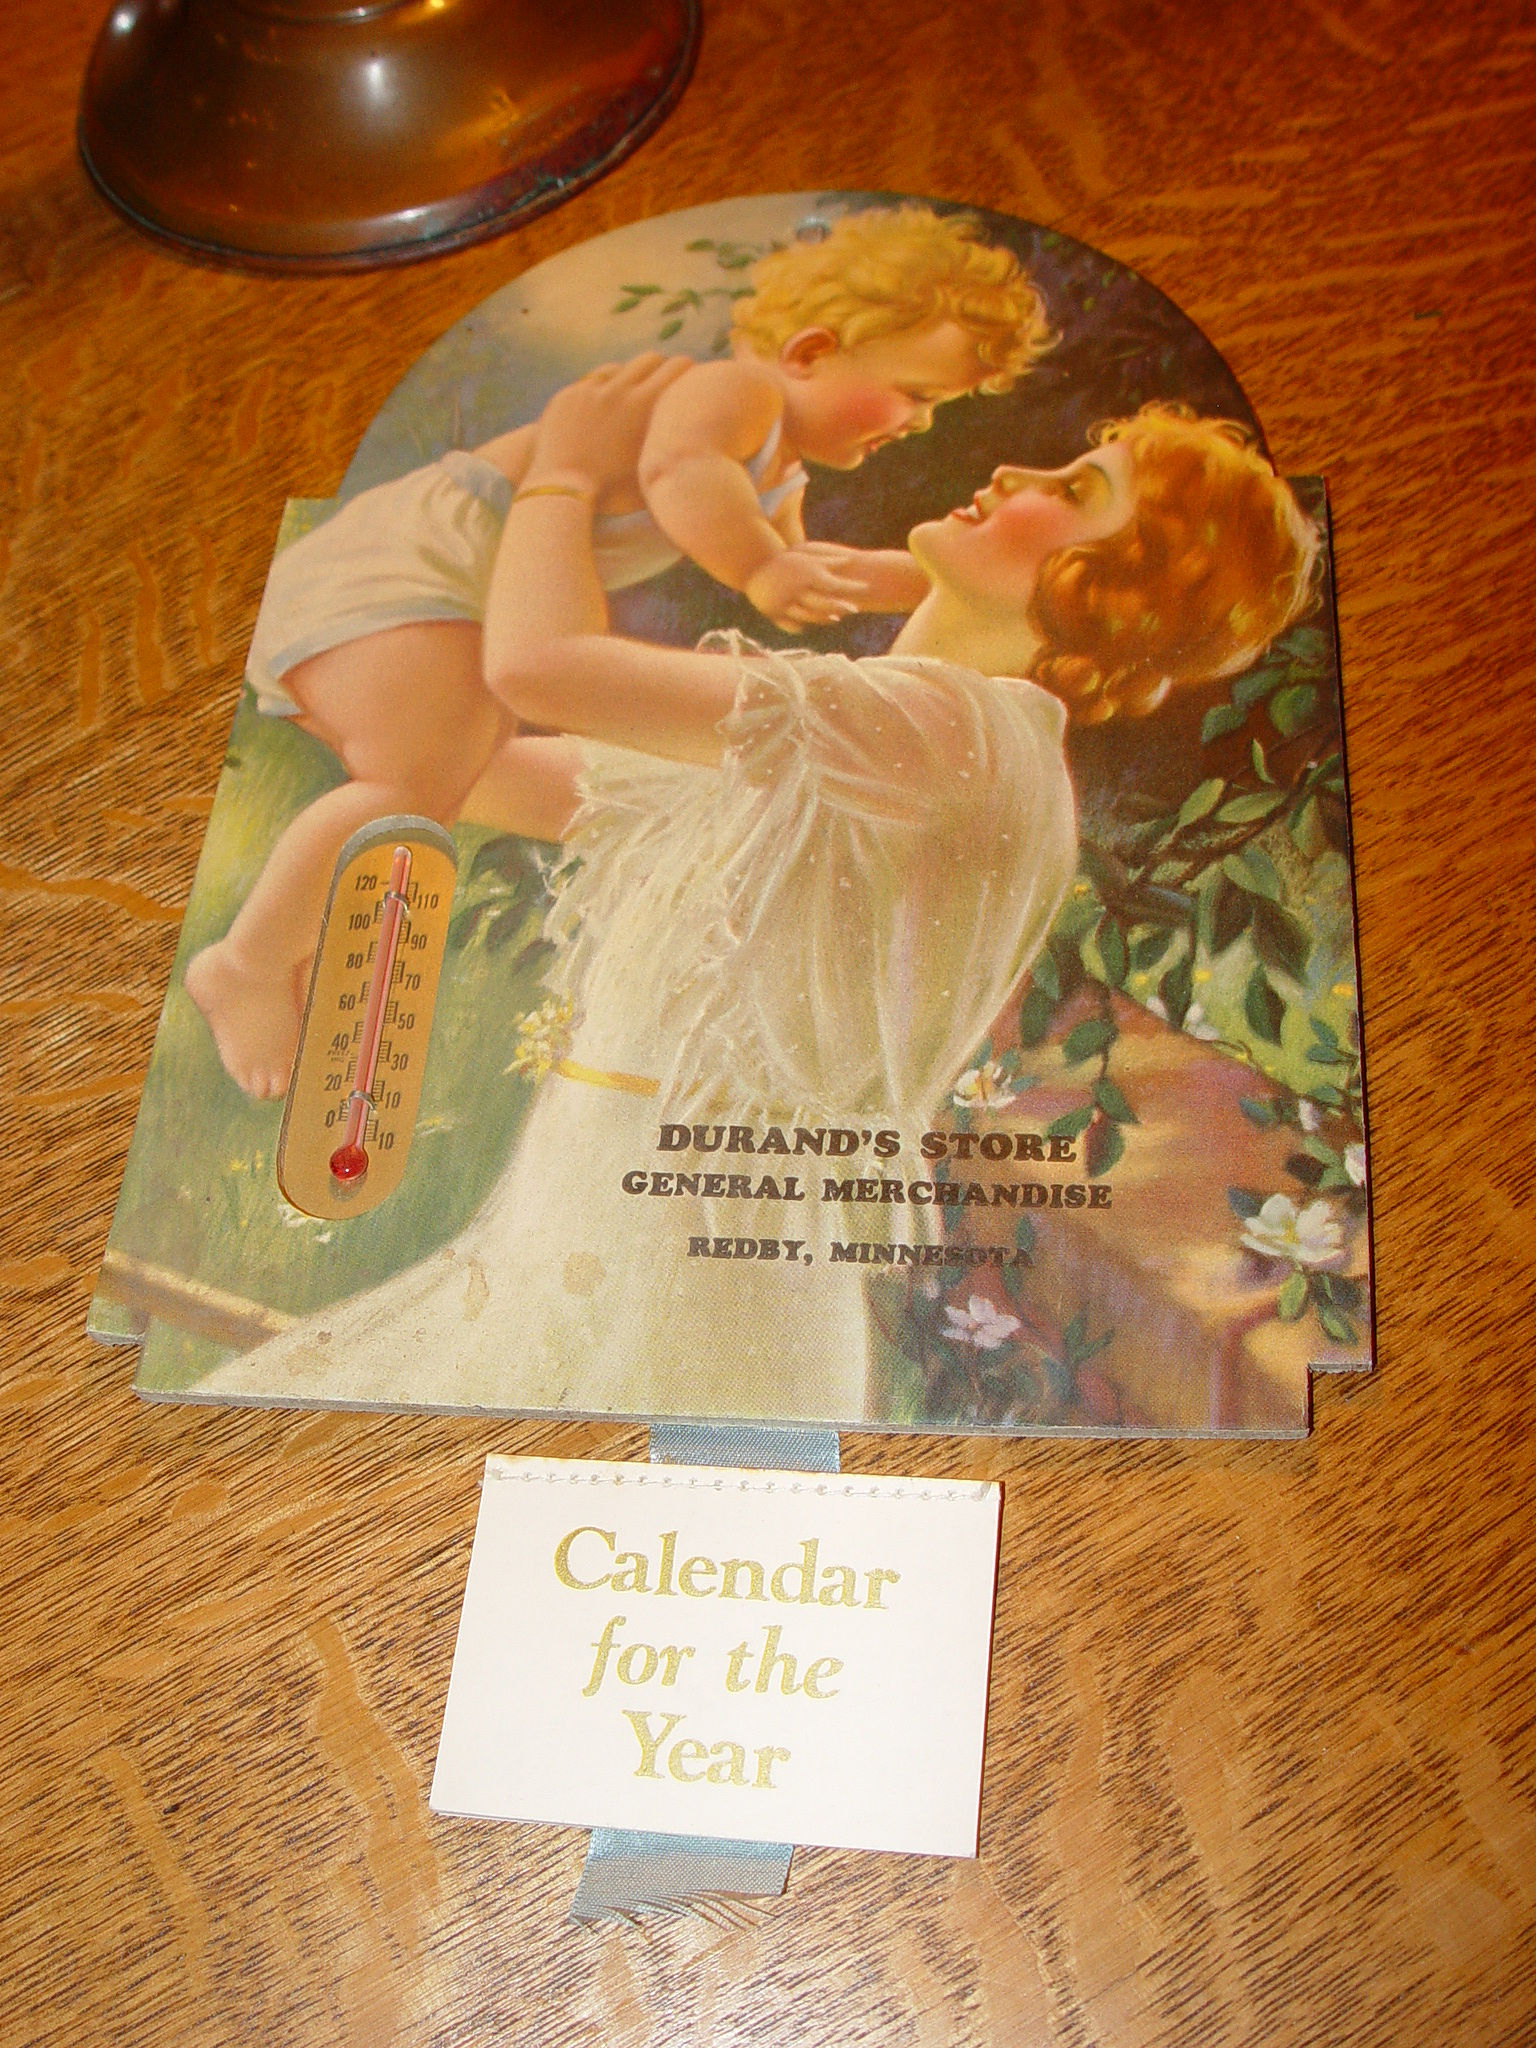 120
110
100
90
80
70
60
50
40
30
20
10
0
10
DURAND'S STORE
GENERAL MERCHANDISE
REDBY, MINNESOTA
Calendar
for the
Year